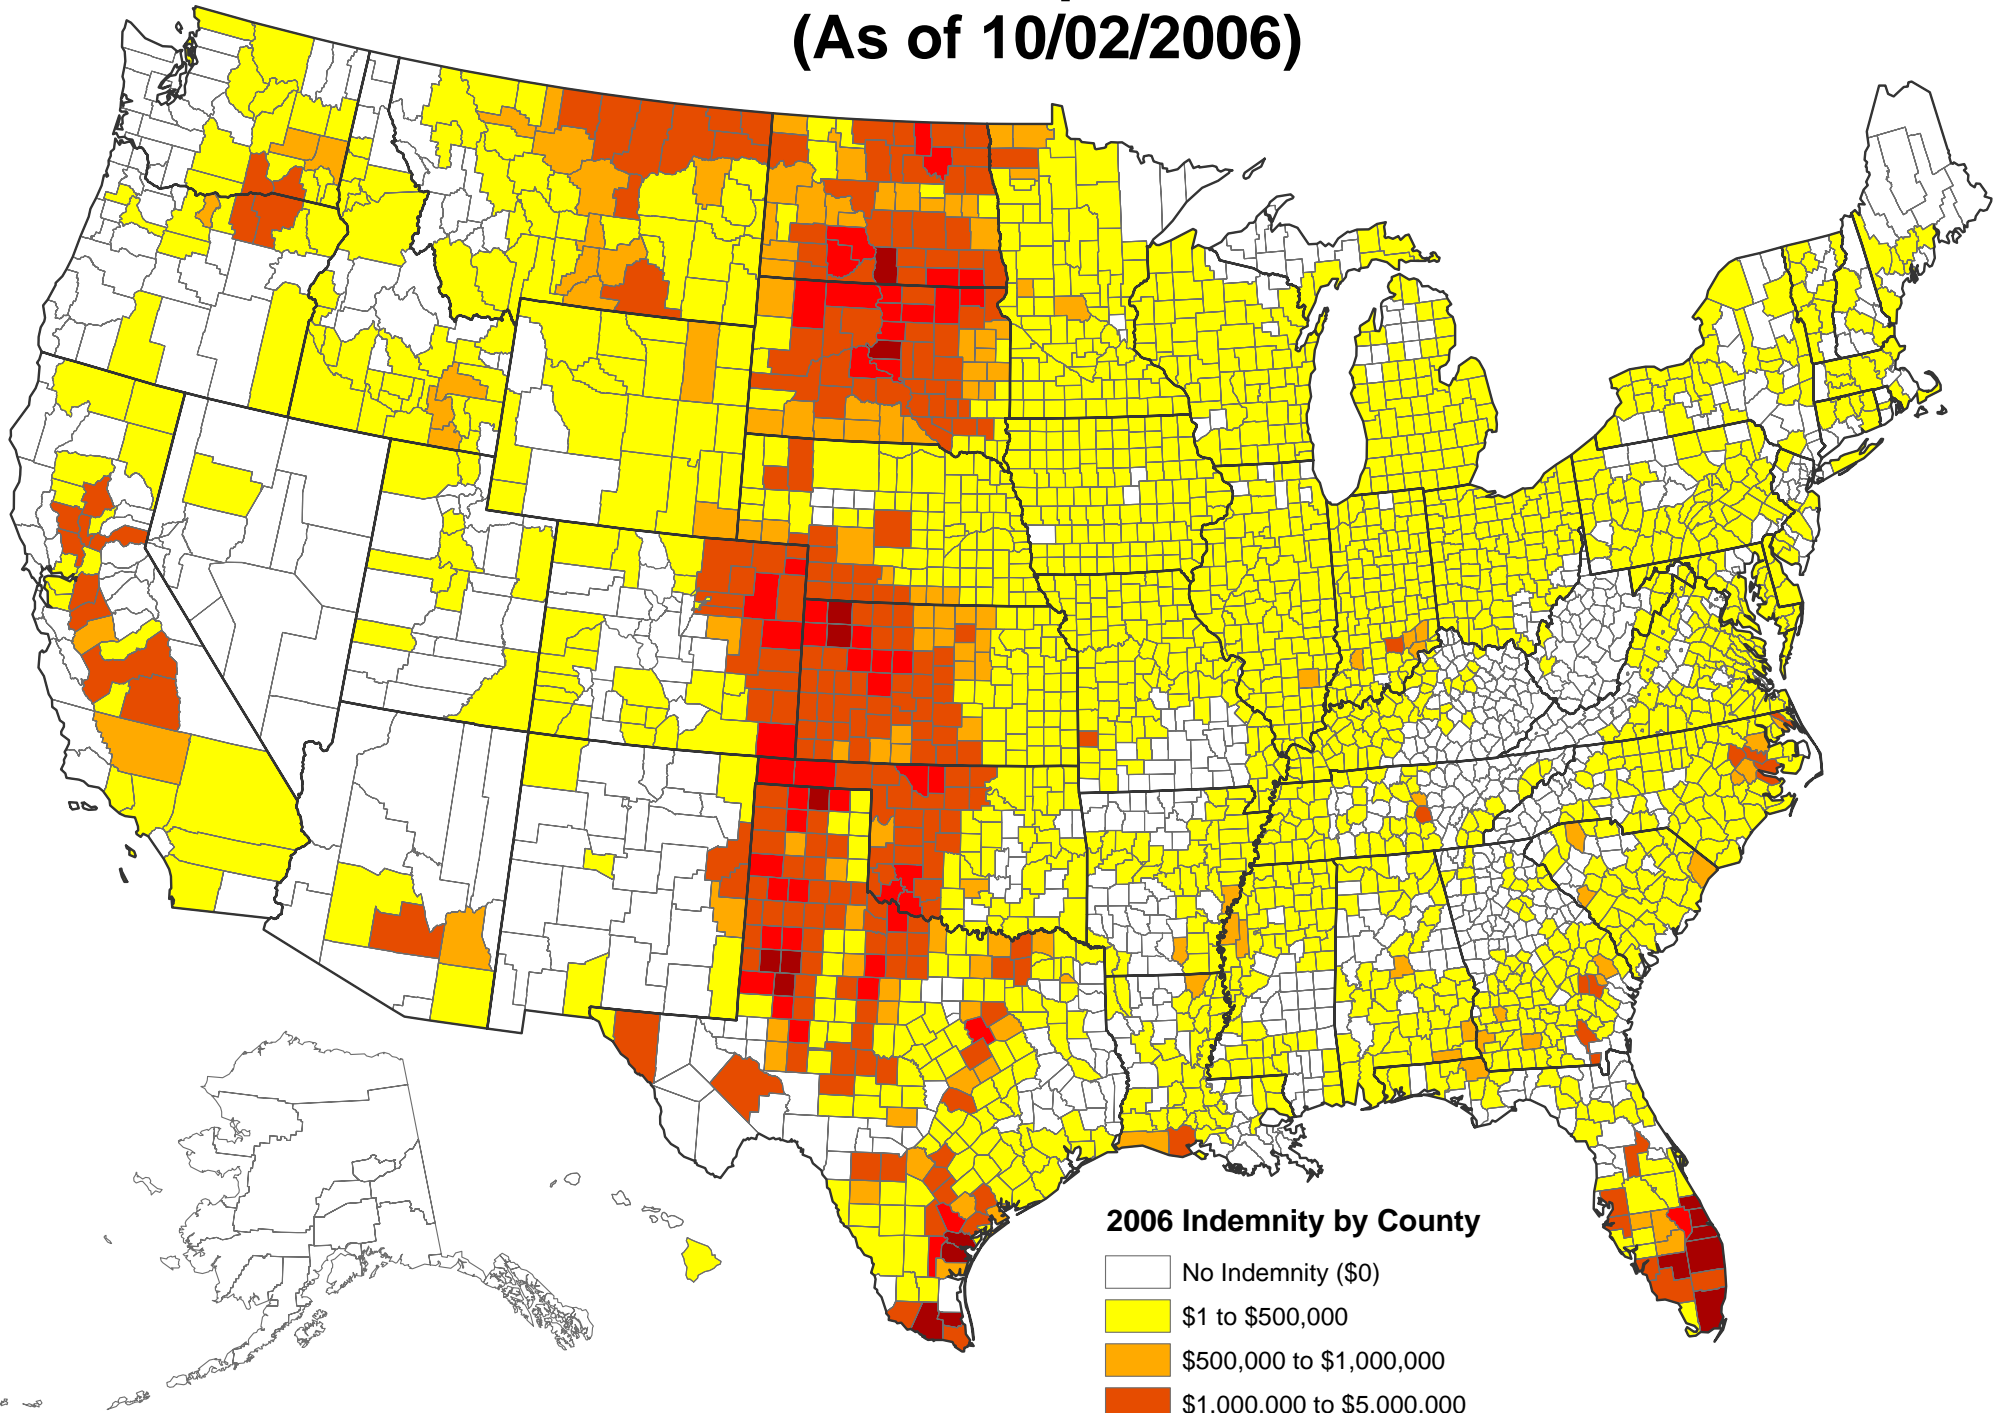 (As of 10/02/2006)
2006 Indemnity by County
No Indemnity ($0)
$1 to $500,000
$500,000 to $1,000,000
$1,000,000 to $5,000,000